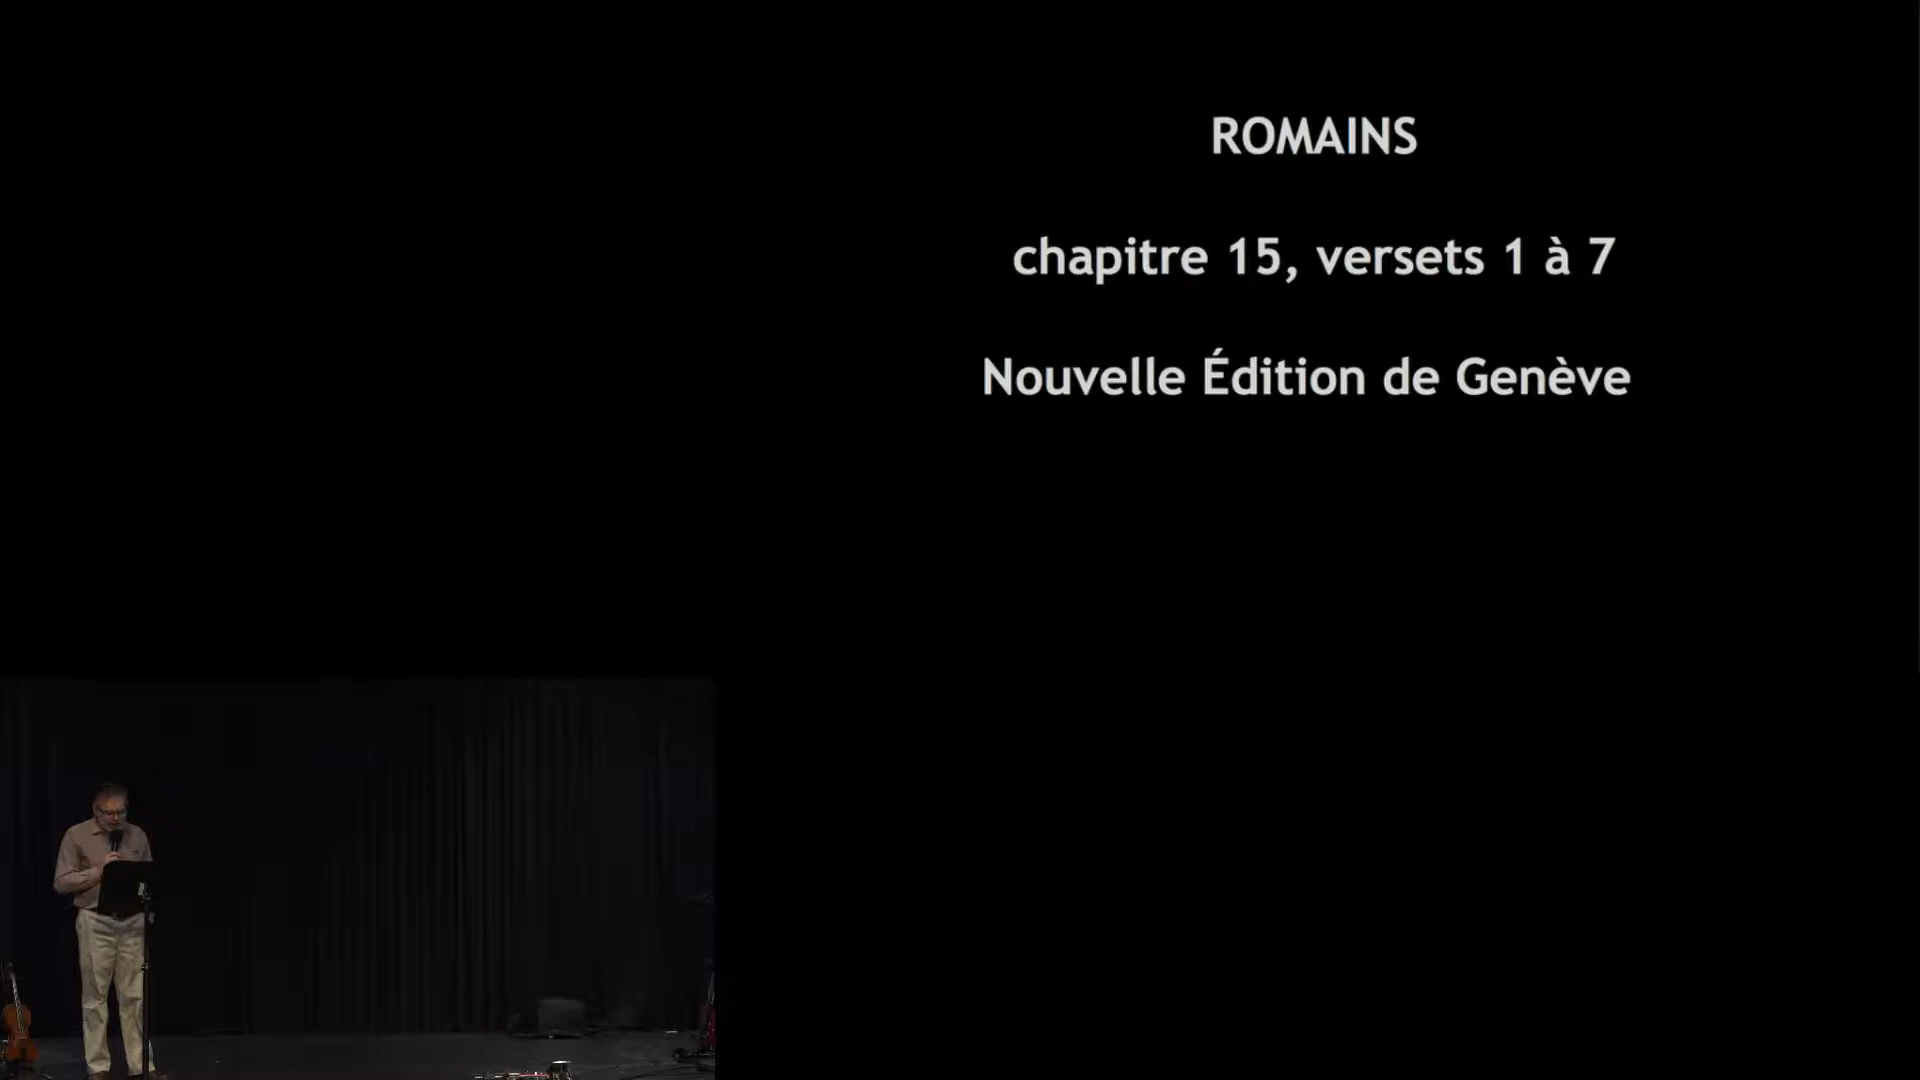 ROMAINS
chapitre 15, versets 1 à 7
Nouvelle Édition de Genève